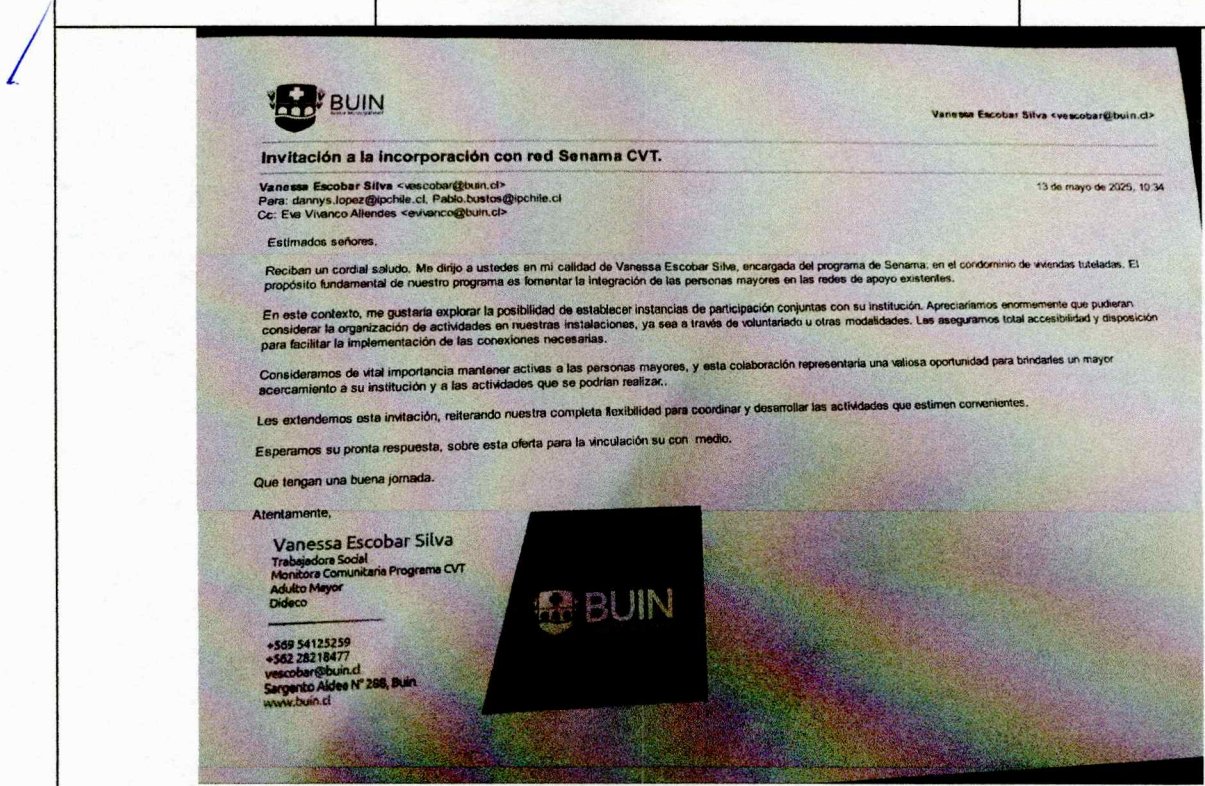 BUIN
Vanessa Escobar Silva <vescobar@buin.cl>
Invitación a la incorporación con red Senama CVT.
Vanessa Escobar Silva <vescobar@buin.cl>
13 de mayo de 2025, 10:34
Para: dannys.lopez@ipchile.cl, Pablo.bustos@ipchile.cl
Cc: Eva Vivanco Allendes <evivanco@buin.cl>
Estimados señores,
Reciban un cordial saludo. Me dirijo a ustedes en mi calidad de Vanessa Escobar Silva, encargada del programa de Senama, en el condominio de viviendas tuteladas. El
propósito fundamental de nuestro programa es fomentar la integración de las personas mayores en las redes de apoyo existentes.
En este contexto, me gustaría explorar la posibilidad de establecer instancias de participación conjuntas con su institución. Apreciaríamos enormemente que pudieran
considerar la organización de actividades en nuestras instalaciones, ya sea a través de voluntariado u otras modalidades. Les aseguramos total accesibilidad y disposición
para facilitar la implementación de las conexiones necesarias.
Consideramos de vital importancia mantener activas a las personas mayores, y esta colaboración representaría una valiosa oportunidad para brindarles un mayor
acercamiento a su institución y a las actividades que se podrían realizar..
Les extendemos esta invitación, reiterando nuestra completa flexibilidad para coordinar y desarrollar las actividades que estimen convenientes.
Esperamos su pronta respuesta, sobre esta oferta para la vinculación su con medio.
Que tengan una buena jornada.
Atentamente,
Vanessa Escobar Silva
Trabajadora Social
Monitora Comunitaria Programa CVT
Adulto Mayor
Dideco
+569 54125259
+562 28218477
vescobar@buin.cl
Sargento Aldea N° 288, Buin
www.buin.cl
BUIN